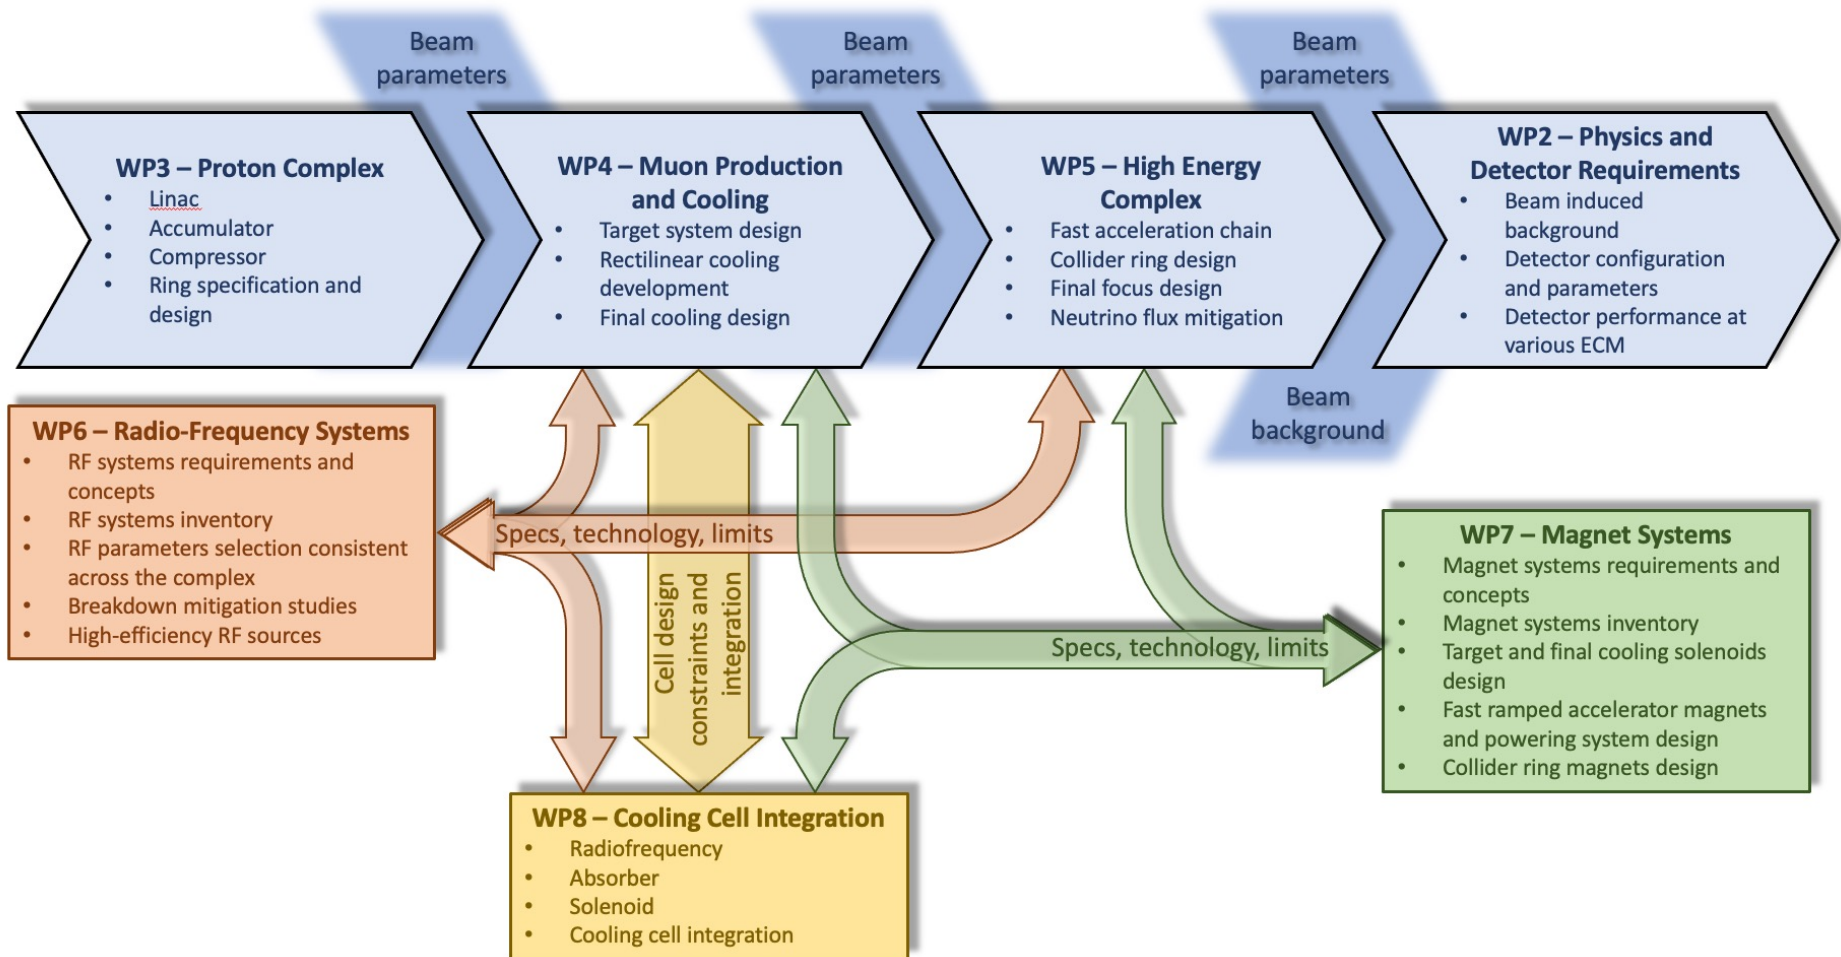 Beam
parameters
Beam
parameters
Beam
parameters
WP3 – Proton Complex
• Linac
• Accumulator
• Compressor
• Ring specification and
design
WP4 – Muon Production
and Cooling
• Target system design
• Rectilinear cooling
development
• Final cooling design
WP5 – High Energy
Complex
• Fast acceleration chain
• Collider ring design
• Final focus design
• Neutrino flux mitigation
WP2 – Physics and
Detector Requirements
• Beam induced
background
• Detector configuration
and parameters
• Detector performance at
various ECM
Beam
background
WP6 – Radio-Frequency Systems
• RF systems requirements and
concepts
• RF systems inventory
• RF parameters selection consistent
across the complex
• Breakdown mitigation studies
• High-efficiency RF sources
Specs, technology, limits
Cell design
constraints and
integration
Specs, technology, limits
WP7 – Magnet Systems
• Magnet systems requirements and
concepts
• Magnet systems inventory
• Target and final cooling solenoids
design
• Fast ramped accelerator magnets
and powering system design
• Collider ring magnets design
WP8 – Cooling Cell Integration
• Radiofrequency
• Absorber
• Solenoid
• Cooling cell integration